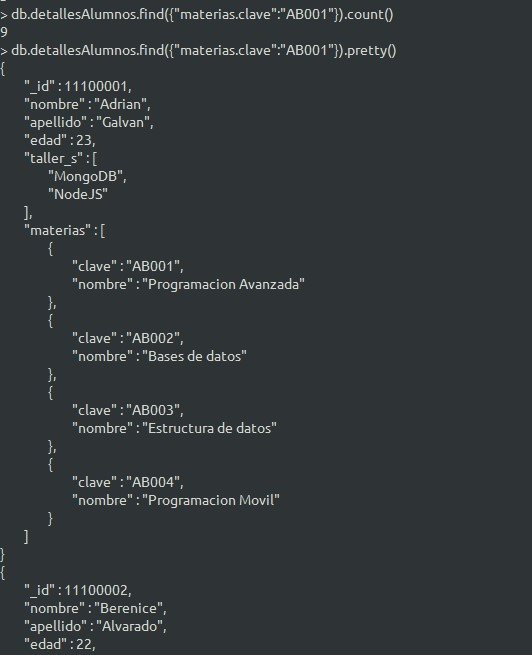 > db.detallesAlumnos.find({"materias.clave":"AB001"}).count()
9
> db.detallesAlumnos.find({"materias.clave":"AB001"}).pretty()
{
"_id" : 11100001,
"nombre" : "Adrian",
"apellido" : "Galvan",
"edad" : 23,
"taller_s" : [
"MongoDB",
"NodeJS"
],
"materias" : [
{
"clave" : "AB001",
"nombre" : "Programacion Avanzada"
},
{
"clave" : "AB002",
"nombre" : "Bases de datos"
},
{
"clave" : "AB003",
"nombre" : "Estructura de datos"
},
{
"clave" : "AB004",
"nombre" : "Programacion Movil"
}
]
}
{
"_id" : 11100002,
"nombre" : "Berenice",
"apellido" : "Alvarado",
"edad" : 22,